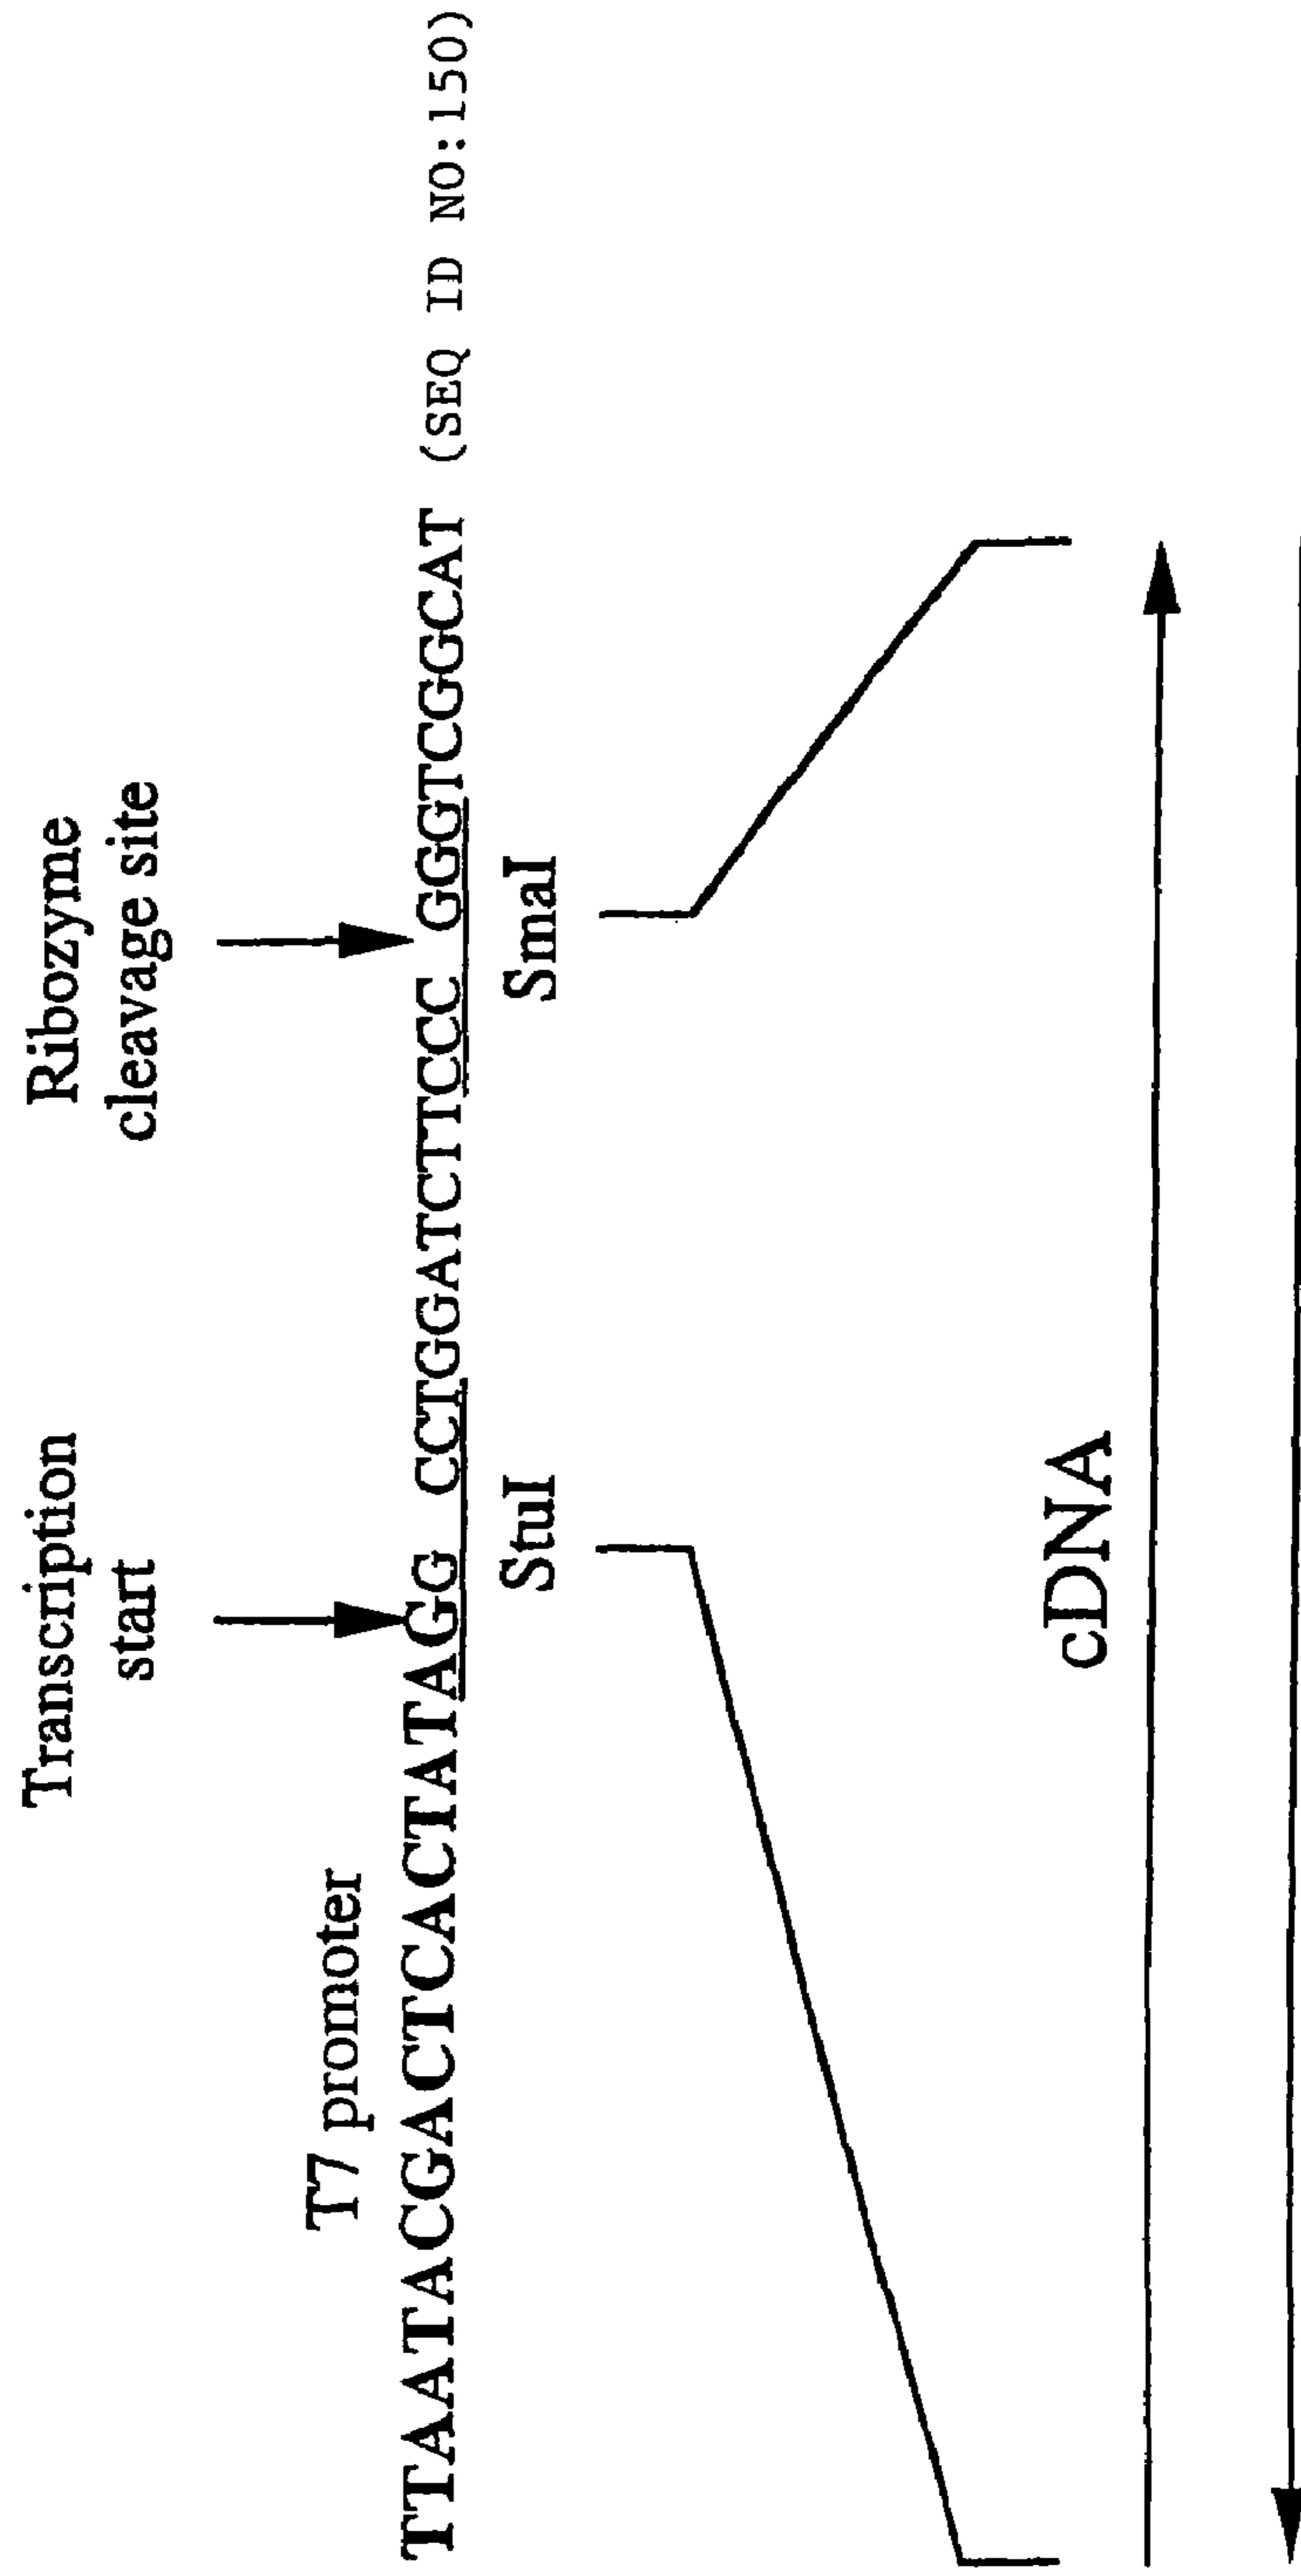 Transcription
start
Ribozyme
cleavage site
T7 promoter
TTAATACGACTCACTATAGG CCTGGATCTTCCC GGGTCGGCAT (SEQ ID NO:150)
StuI
SmaI
cDNA